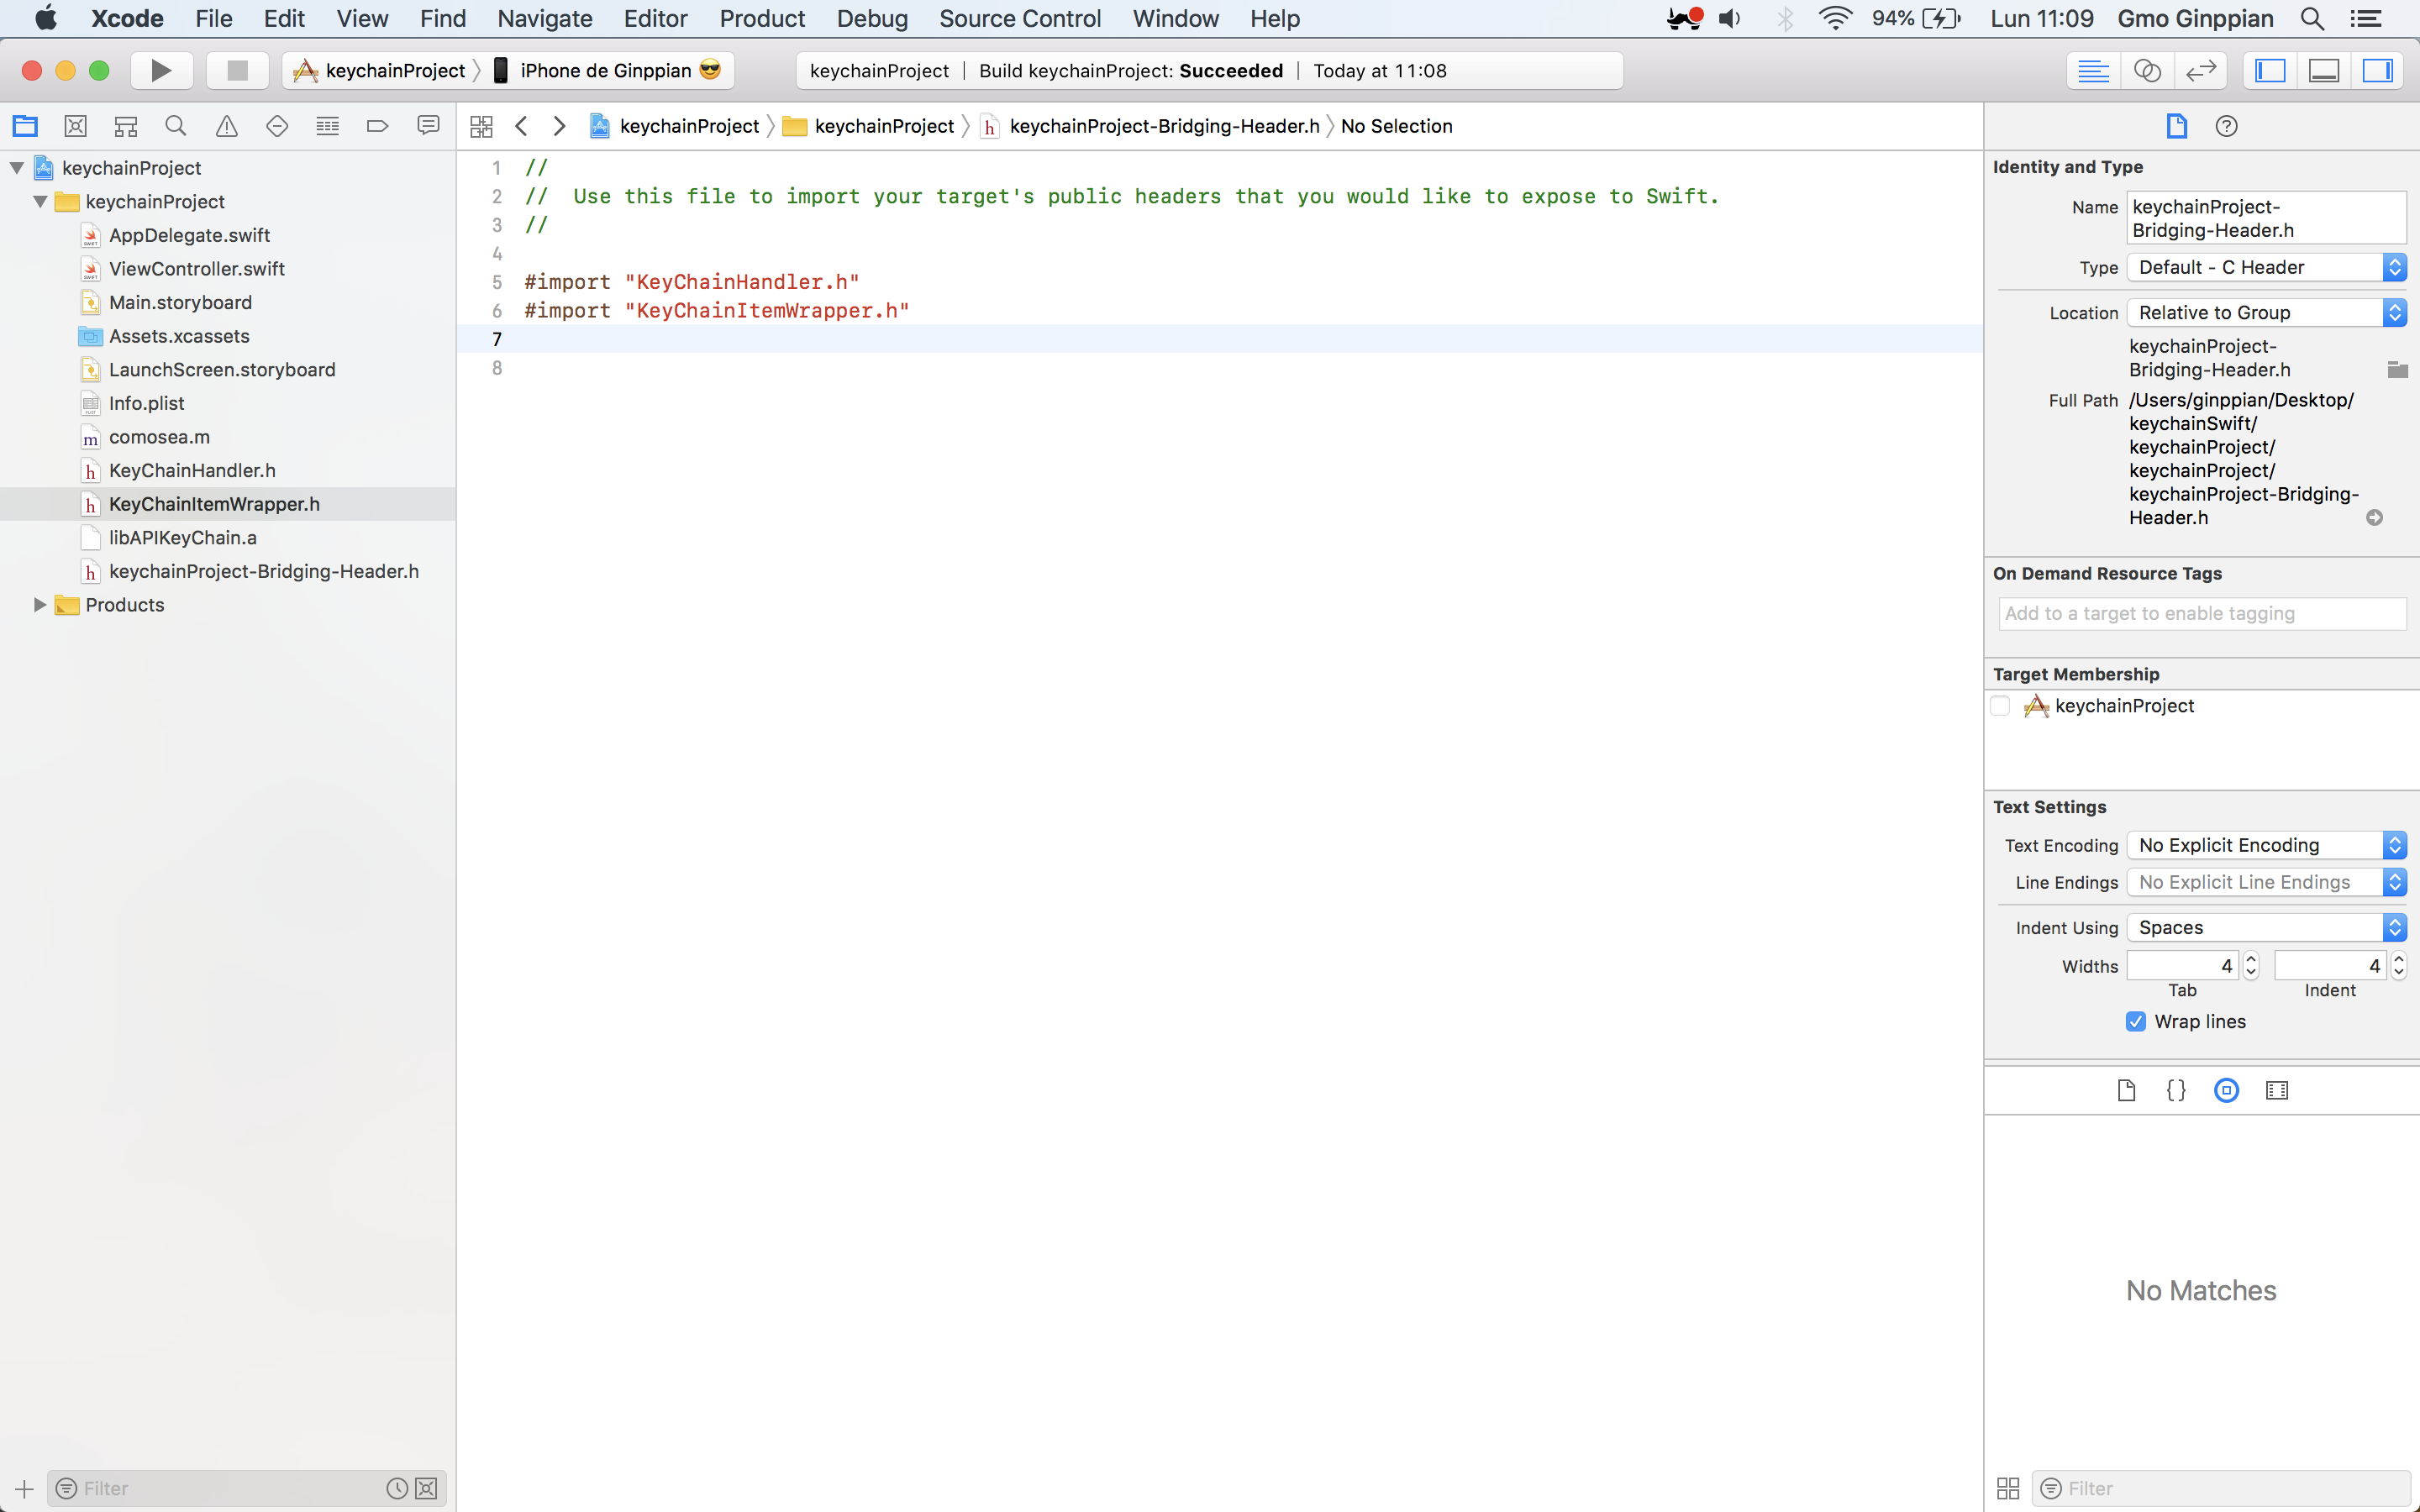 Xcode File Edit View Find Navigate Editor Product Debug Source Control Window Help 94% Lun 11:09 Gmo Ginppian
keychainProject iPhone de Ginppian 😎 keychainProject | Build keychainProject: Succeeded | Today at 11:08
keychainProject keychainProject keychainProject-Bridging-Header.h No Selection
keychainProject
keychainProject
AppDelegate.swift
ViewController.swift
Main.storyboard
Assets.xcassets
LaunchScreen.storyboard
Info.plist
comosea.m
KeyChainHandler.h
KeyChainItemWrapper.h
libAPIKeyChain.a
keychainProject-Bridging-Header.h
Products
Filter
1 //
2 //  Use this file to import your target's public headers that you would like to expose to Swift.
3 //
4
5 #import "KeyChainHandler.h"
6 #import "KeyChainItemWrapper.h"
7
8
Identity and Type
Name keychainProject-
Bridging-Header.h
Type Default - C Header
Location Relative to Group
keychainProject-
Bridging-Header.h
Full Path /Users/ginppian/Desktop/
keychainSwift/
keychainProject/
keychainProject/
keychainProject-Bridging-
Header.h
On Demand Resource Tags
Add to a target to enable tagging
Target Membership
keychainProject
Text Settings
Text Encoding No Explicit Encoding
Line Endings No Explicit Line Endings
Indent Using Spaces
Widths 4 4
Tab Indent
Wrap lines
{}
No Matches
Filter